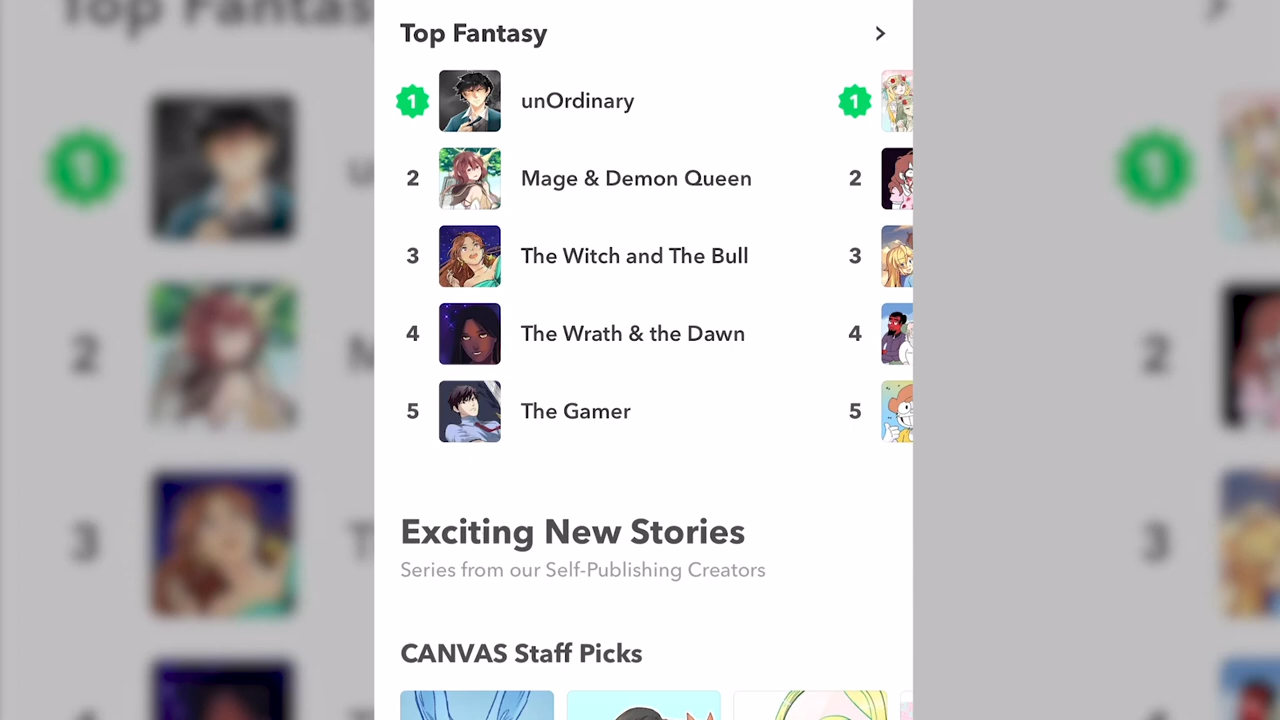 Top Fantasy
1 unOrdinary 1
2 Mage & Demon Queen 2
3 The Witch and The Bull 3
4 The Wrath & the Dawn 4
5 The Gamer 5
Exciting New Stories
Series from our Self-Publishing Creators
CANVAS Staff Picks